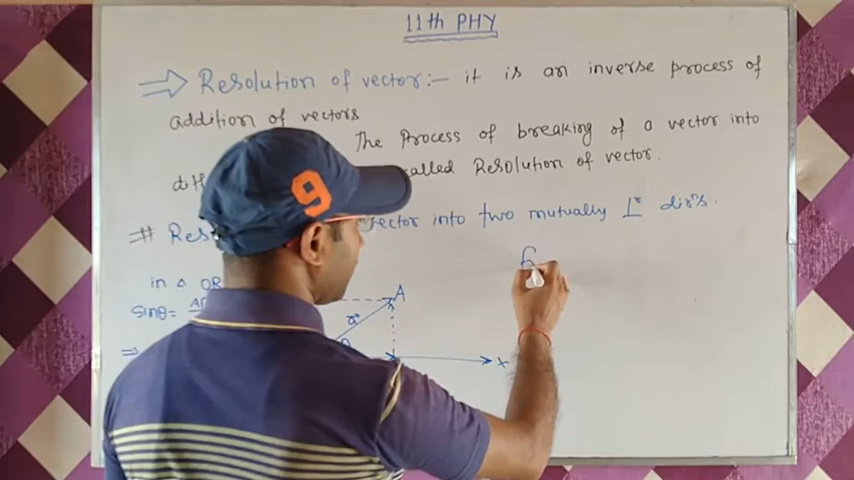 11th PHY
⇒ Resolution of vector:- it is an inverse process of
addition of vectors
The Process of breaking of a vector into
called Resolution of vector.
# Res vector into two mutually ⊥r dirⁿs.
9
in △
sinθ =
A
a
θ
x
⇒